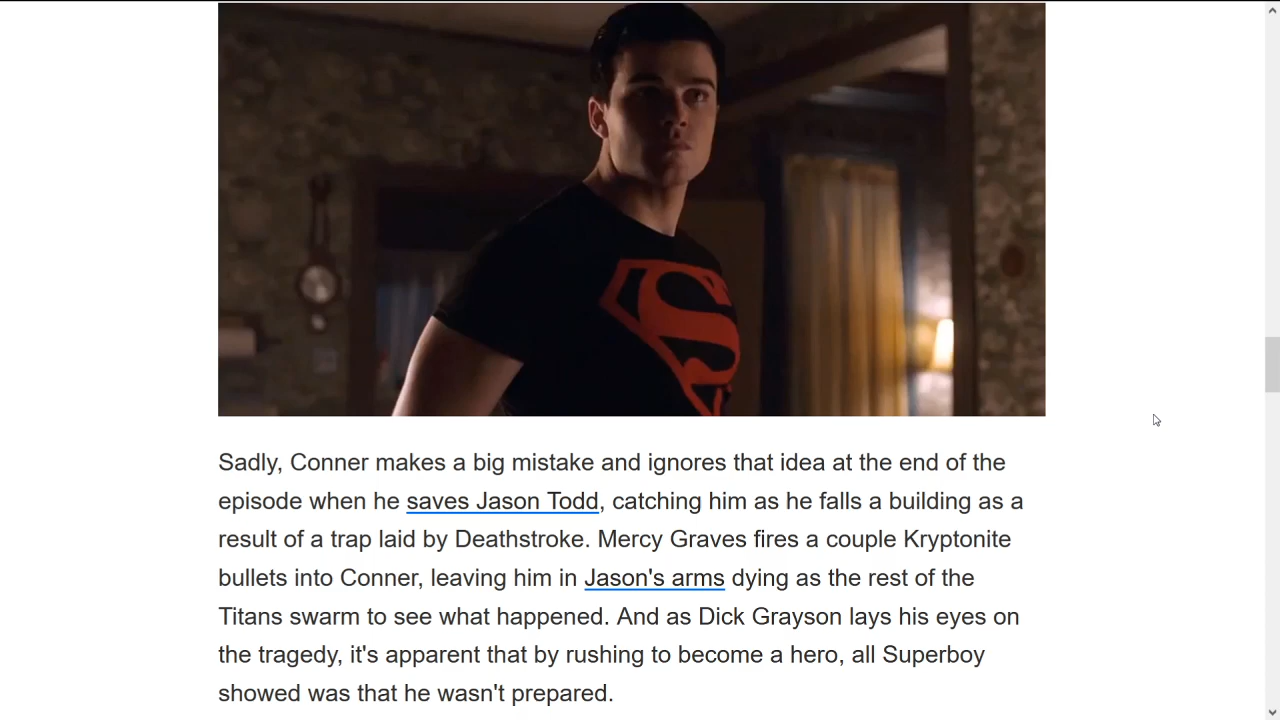 Sadly, Conner makes a big mistake and ignores that idea at the end of the
episode when he saves Jason Todd, catching him as he falls a building as a
result of a trap laid by Deathstroke. Mercy Graves fires a couple Kryptonite
bullets into Conner, leaving him in Jason's arms dying as the rest of the
Titans swarm to see what happened. And as Dick Grayson lays his eyes on
the tragedy, it's apparent that by rushing to become a hero, all Superboy
showed was that he wasn't prepared.